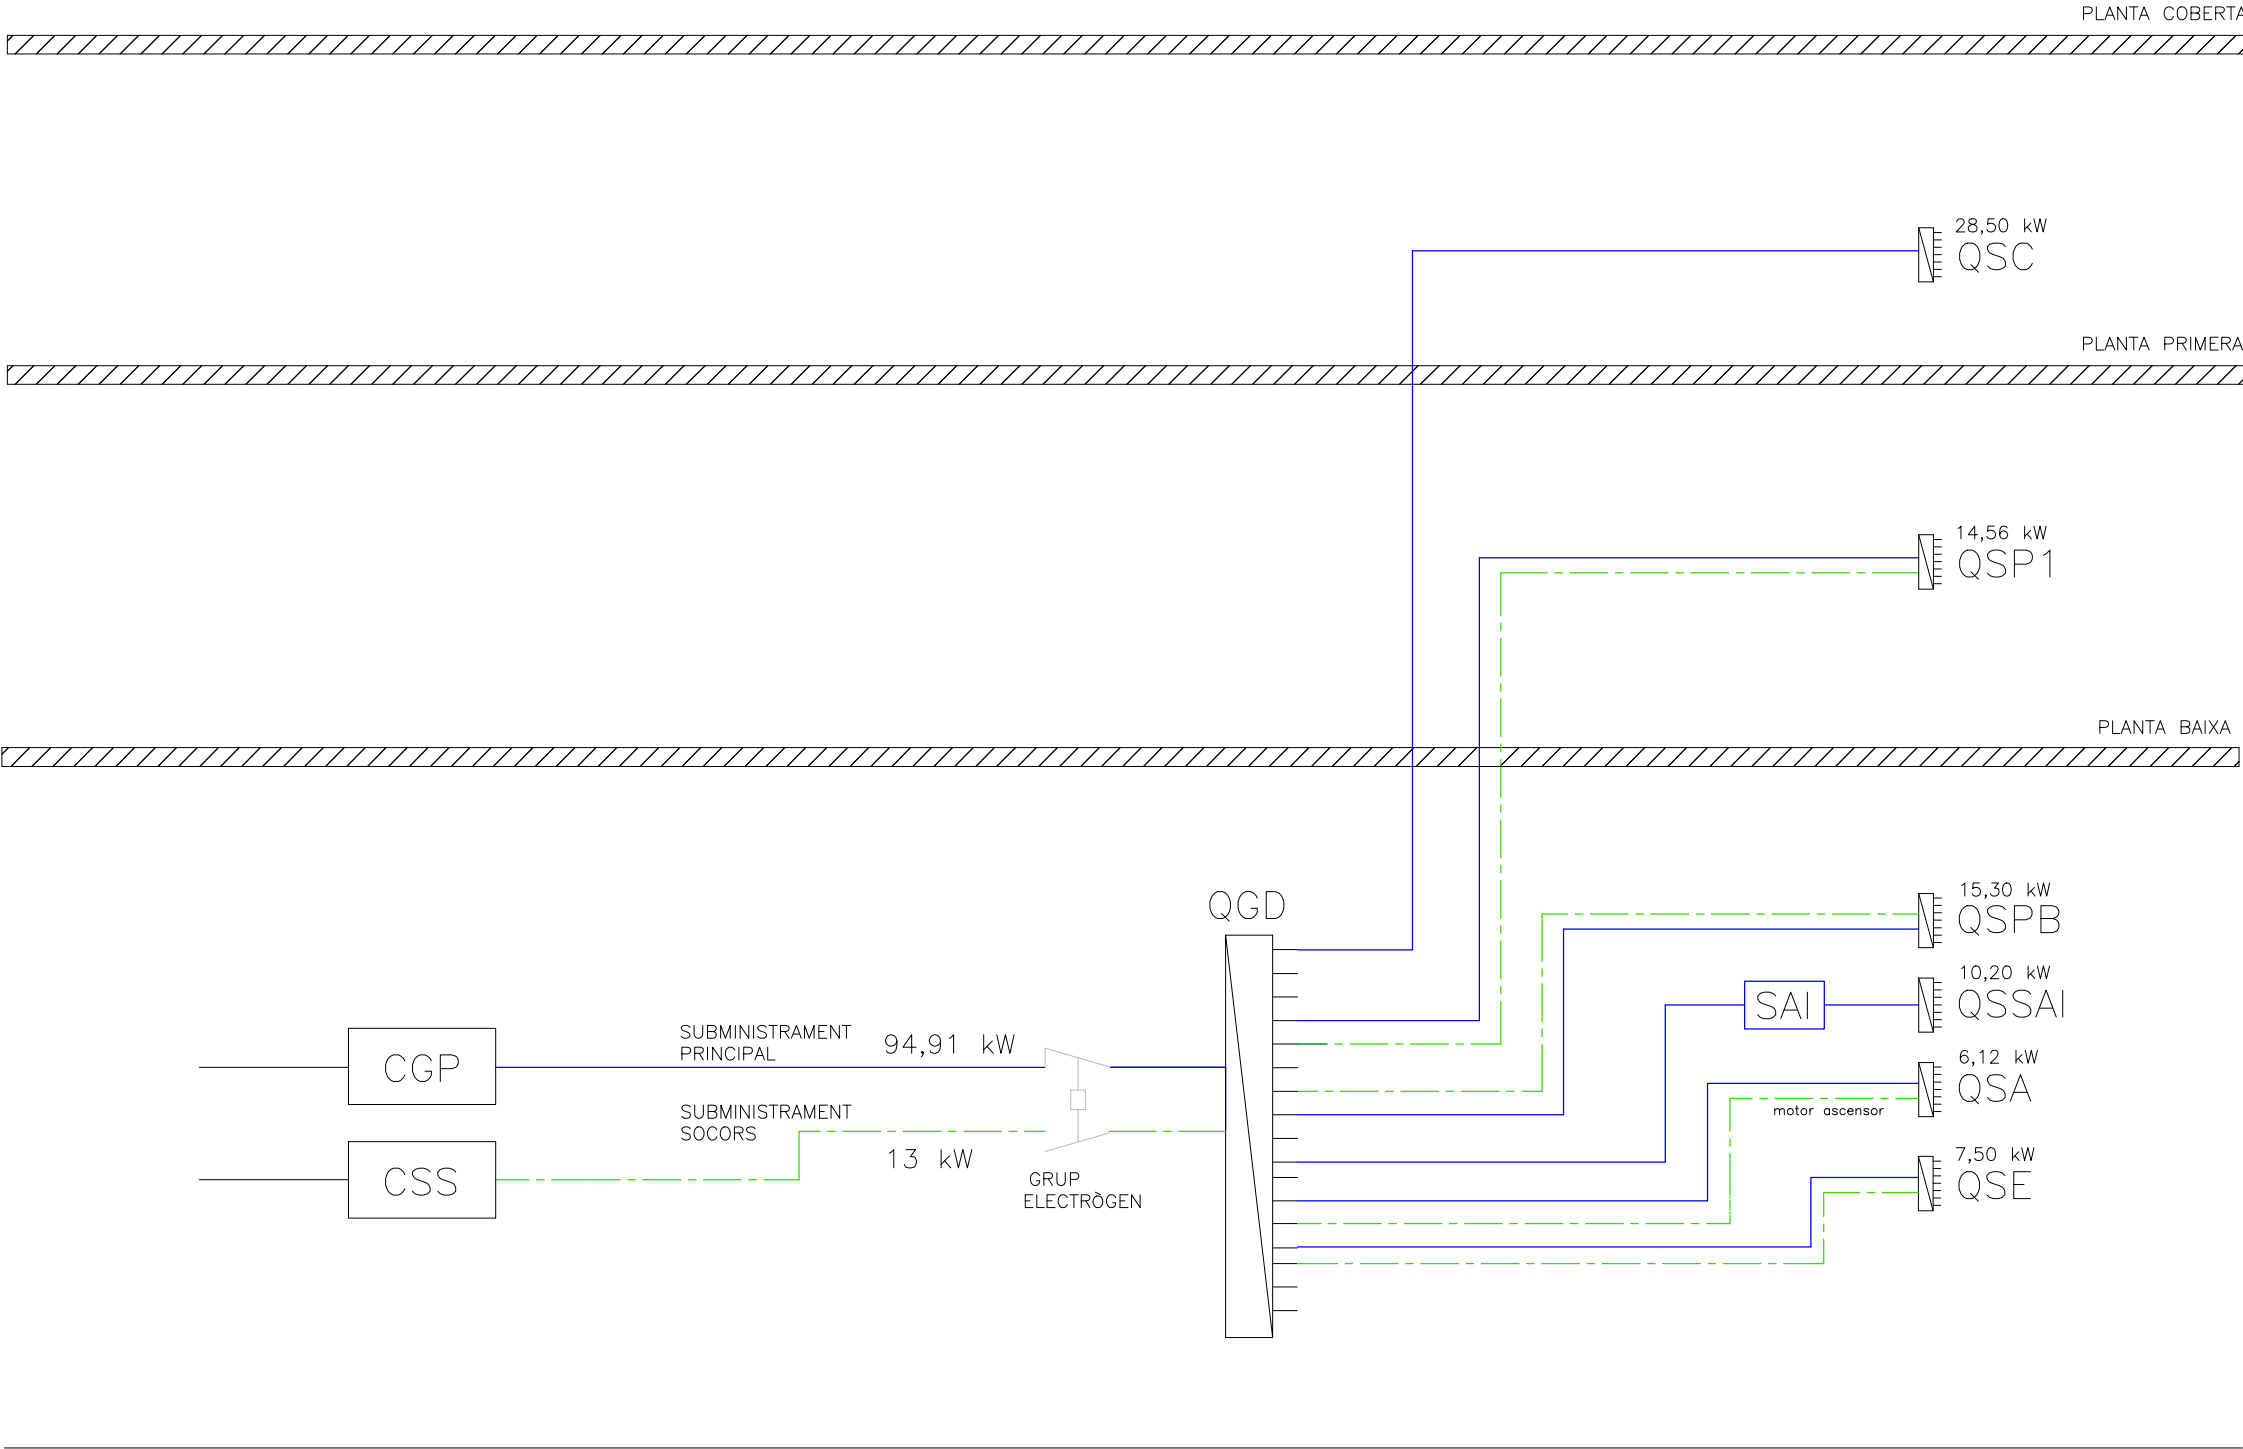 PLANTA COBERTA
28,50 kW
QSC
PLANTA PRIMERA
14,56 kW
QSP1
PLANTA BAIXA
15,30 kW
QSPB
QGD
10,20 kW
QSSAI
SAI
SUBMINISTRAMENT
PRINCIPAL
94,91 kW
CGP
6,12 kW
QSA
motor ascensor
SUBMINISTRAMENT
SOCORS
13 kW
CSS
GRUP
ELECTRÒGEN
7,50 kW
QSE